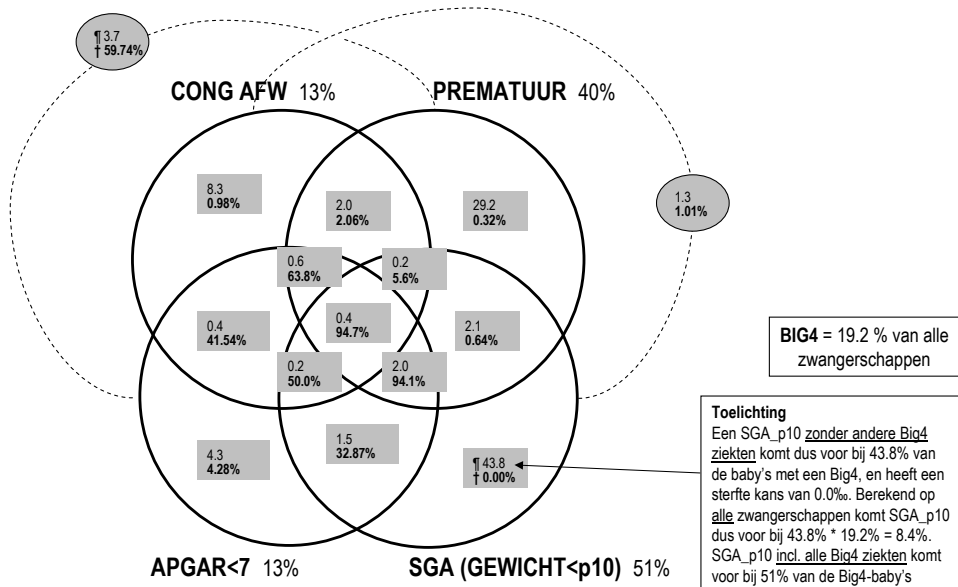 ¶ 3.7
† 59.74%
CONG AFW 13%
PREMATUUR 40%
8.3
0.98%
2.0
2.06%
29.2
0.32%
1.3
1.01%
0.6
63.8%
0.2
5.6%
0.4
41.54%
0.4
94.7%
2.1
0.64%
0.2
50.0%
2.0
94.1%
4.3
4.28%
1.5
32.87%
¶ 43.8
† 0.00%
APGAR<7 13%
SGA (GEWICHT<p10) 51%
BIG4 = 19.2 % van alle
zwangerschappen
Toelichting
Een SGA_p10 zonder andere Big4
ziekten komt dus voor bij 43.8% van
de baby's met een Big4, en heeft een
sterfte kans van 0.0‰. Berekend op
alle zwangerschappen komt SGA_p10
dus voor bij 43.8% * 19.2% = 8.4%.
SGA_p10 incl. alle Big4 ziekten komt
voor bij 51% van de Big4-baby's